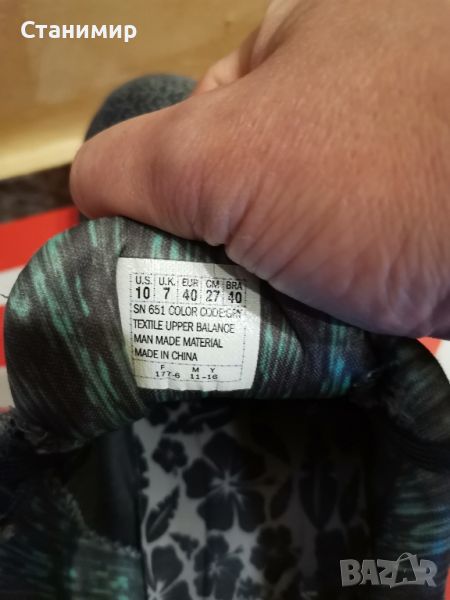 Станимир
U.S. U.K. EUR CM BRA
10 7 40 27 40
SN 651 COLOR CODE:GRY
TEXTILE UPPER BALANCE
MAN MADE MATERIAL
MADE IN CHINA
F M Y
177-6 11-16
BAZAR